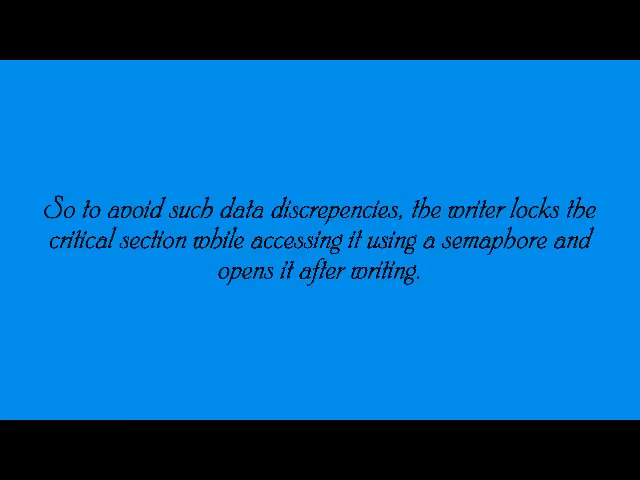 So to avoid such data discrepencies, the writer locks the
critical section while accessing it using a semaphore and
opens it after writing.